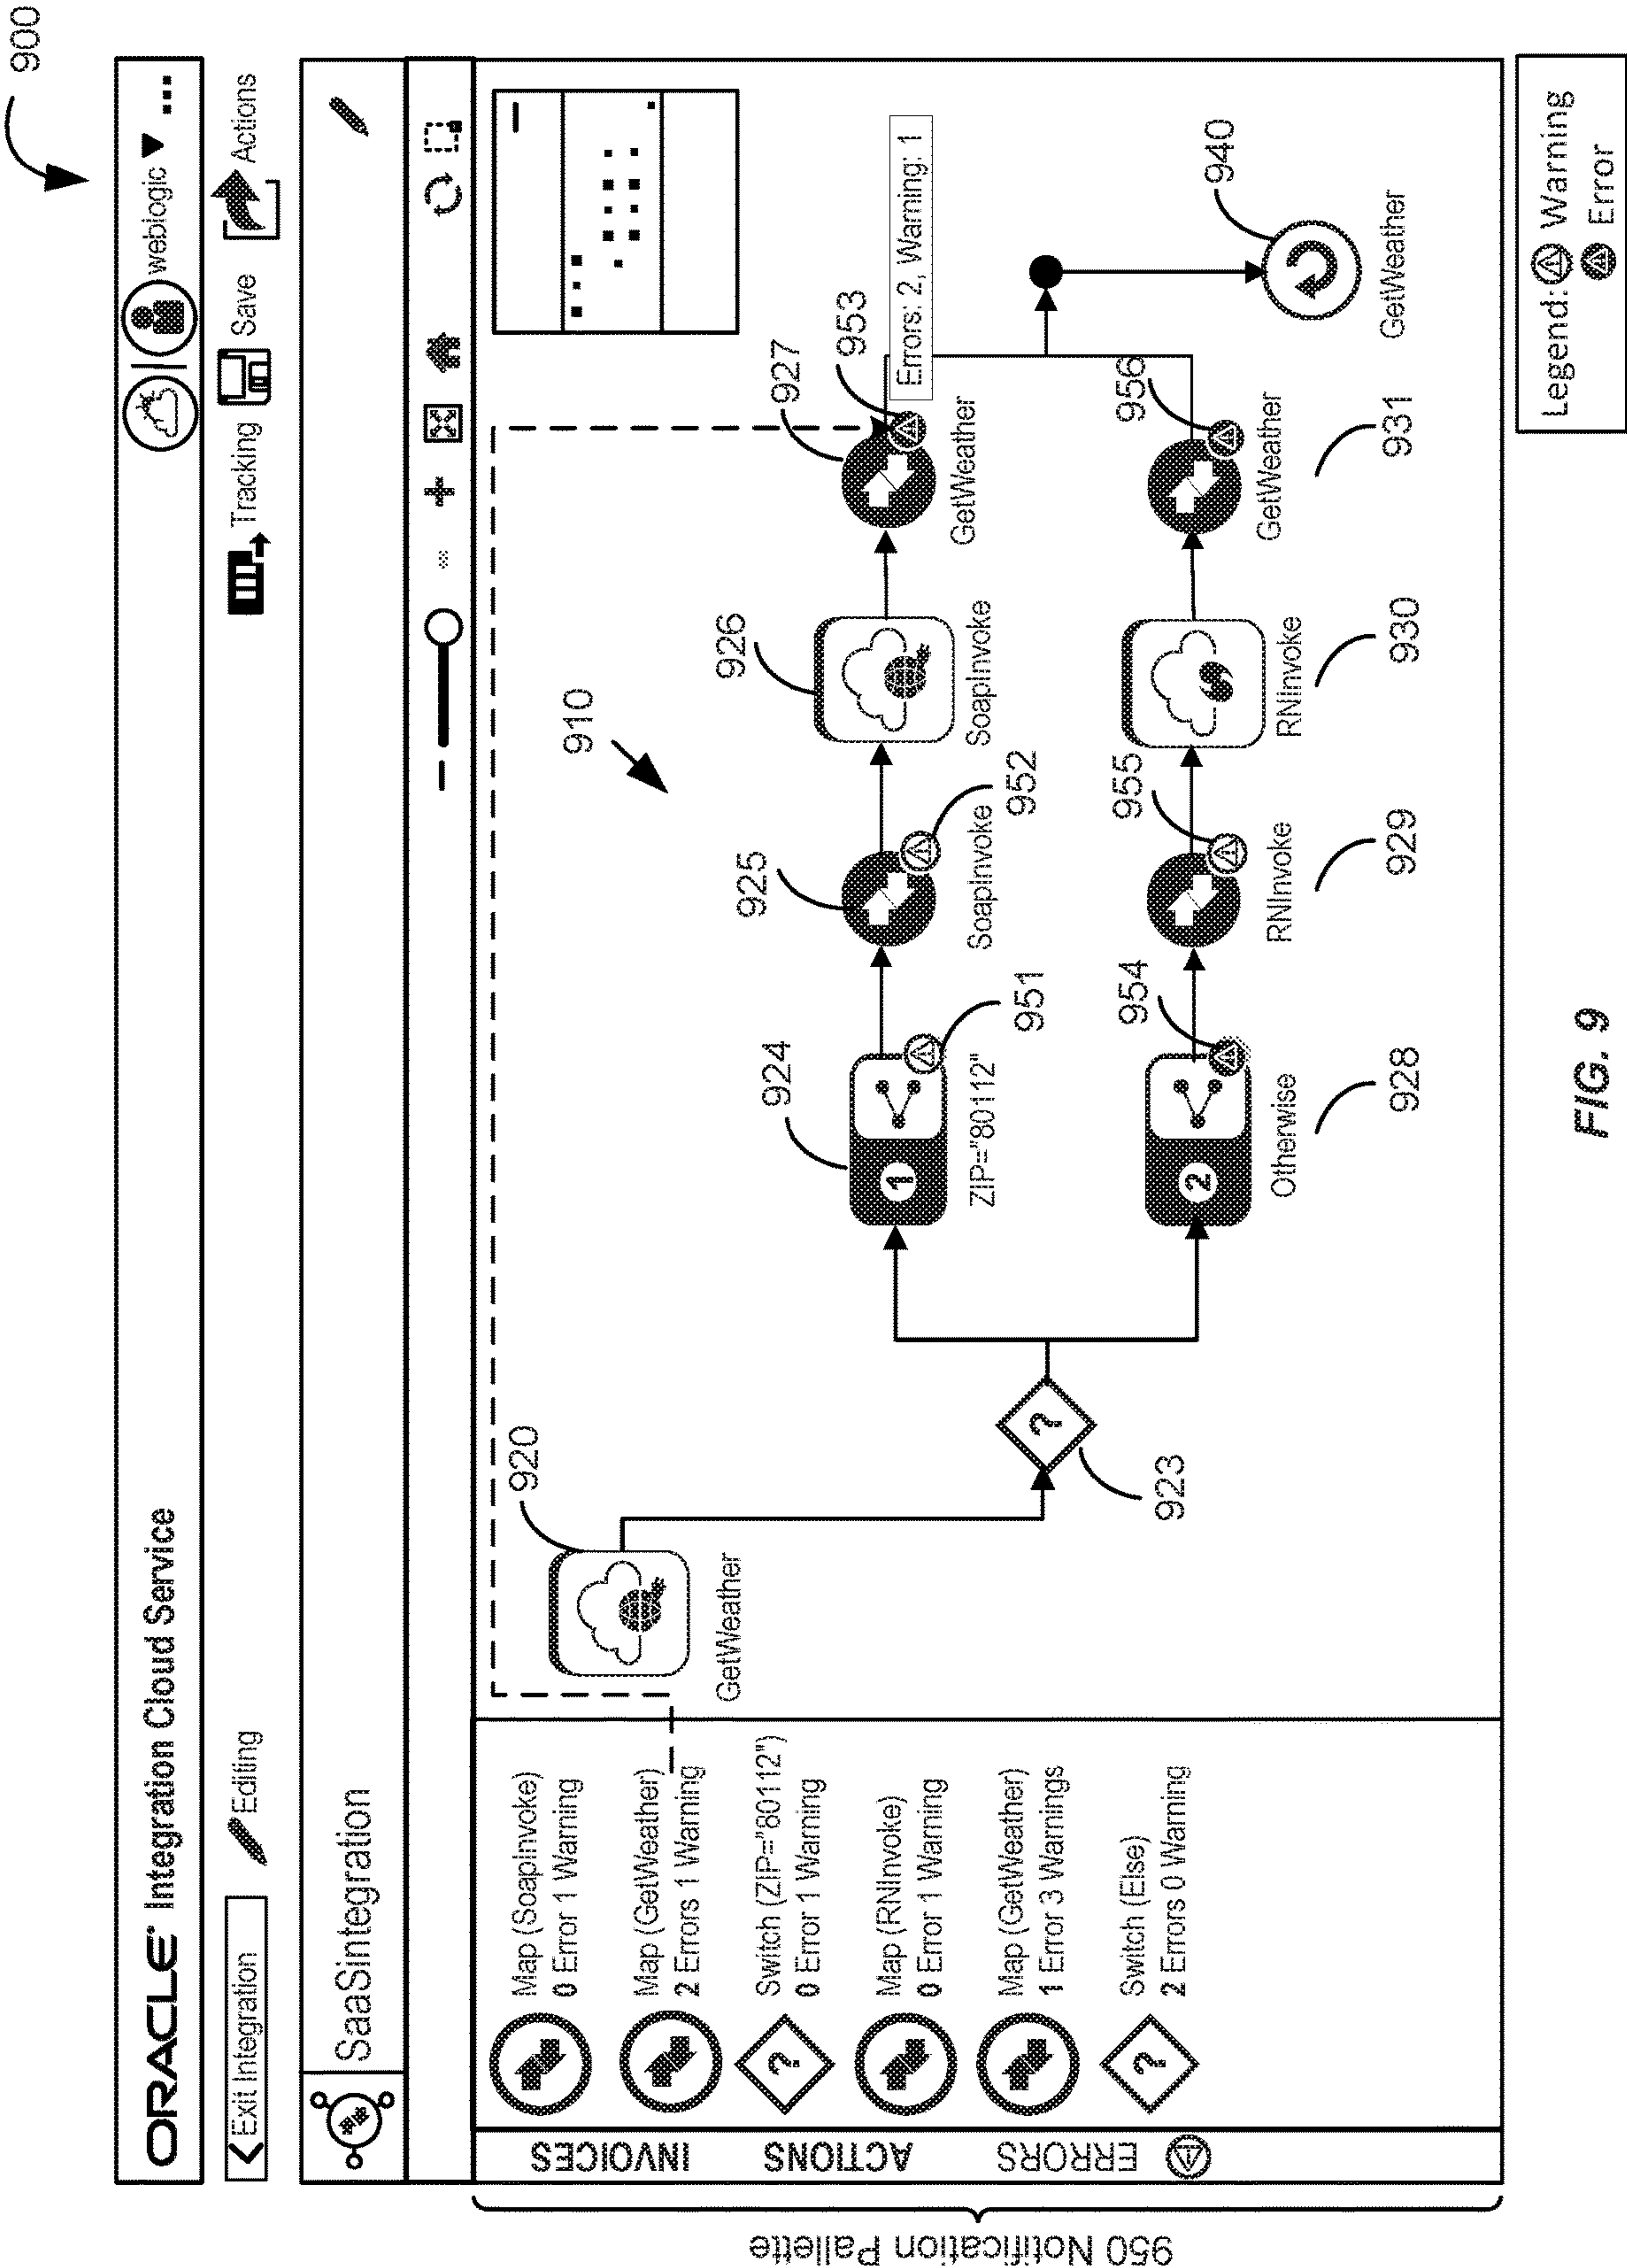 900
ORACLE® Integration Cloud Service
weblogic
Exit Integration
Editing
Tracking
Save
Actions
SaaSintegration
950 Notification Pallette
INVOICES
ACTIONS
ERRORS
Map (SoapInvoke)
0 Error 1 Warning
Map (GetWeather)
2 Errors 1 Warning
Switch (ZIP="80112")
0 Error 1 Warning
Map (RNInvoke)
0 Error 1 Warning
Map (GetWeather)
1 Error 3 Warnings
Switch (Else)
2 Errors 0 Warning
920
GetWeather
?
923
910
924
1
951
ZIP="80112"
925
952
SoapInvoke
926
SoapInvoke
927
953
GetWeather
Errors: 2, Warning: 1
2
954
Otherwise
928
955
RNInvoke
929
RNInvoke
930
956
GetWeather
931
940
GetWeather
Legend: Warning
Error
FIG. 9